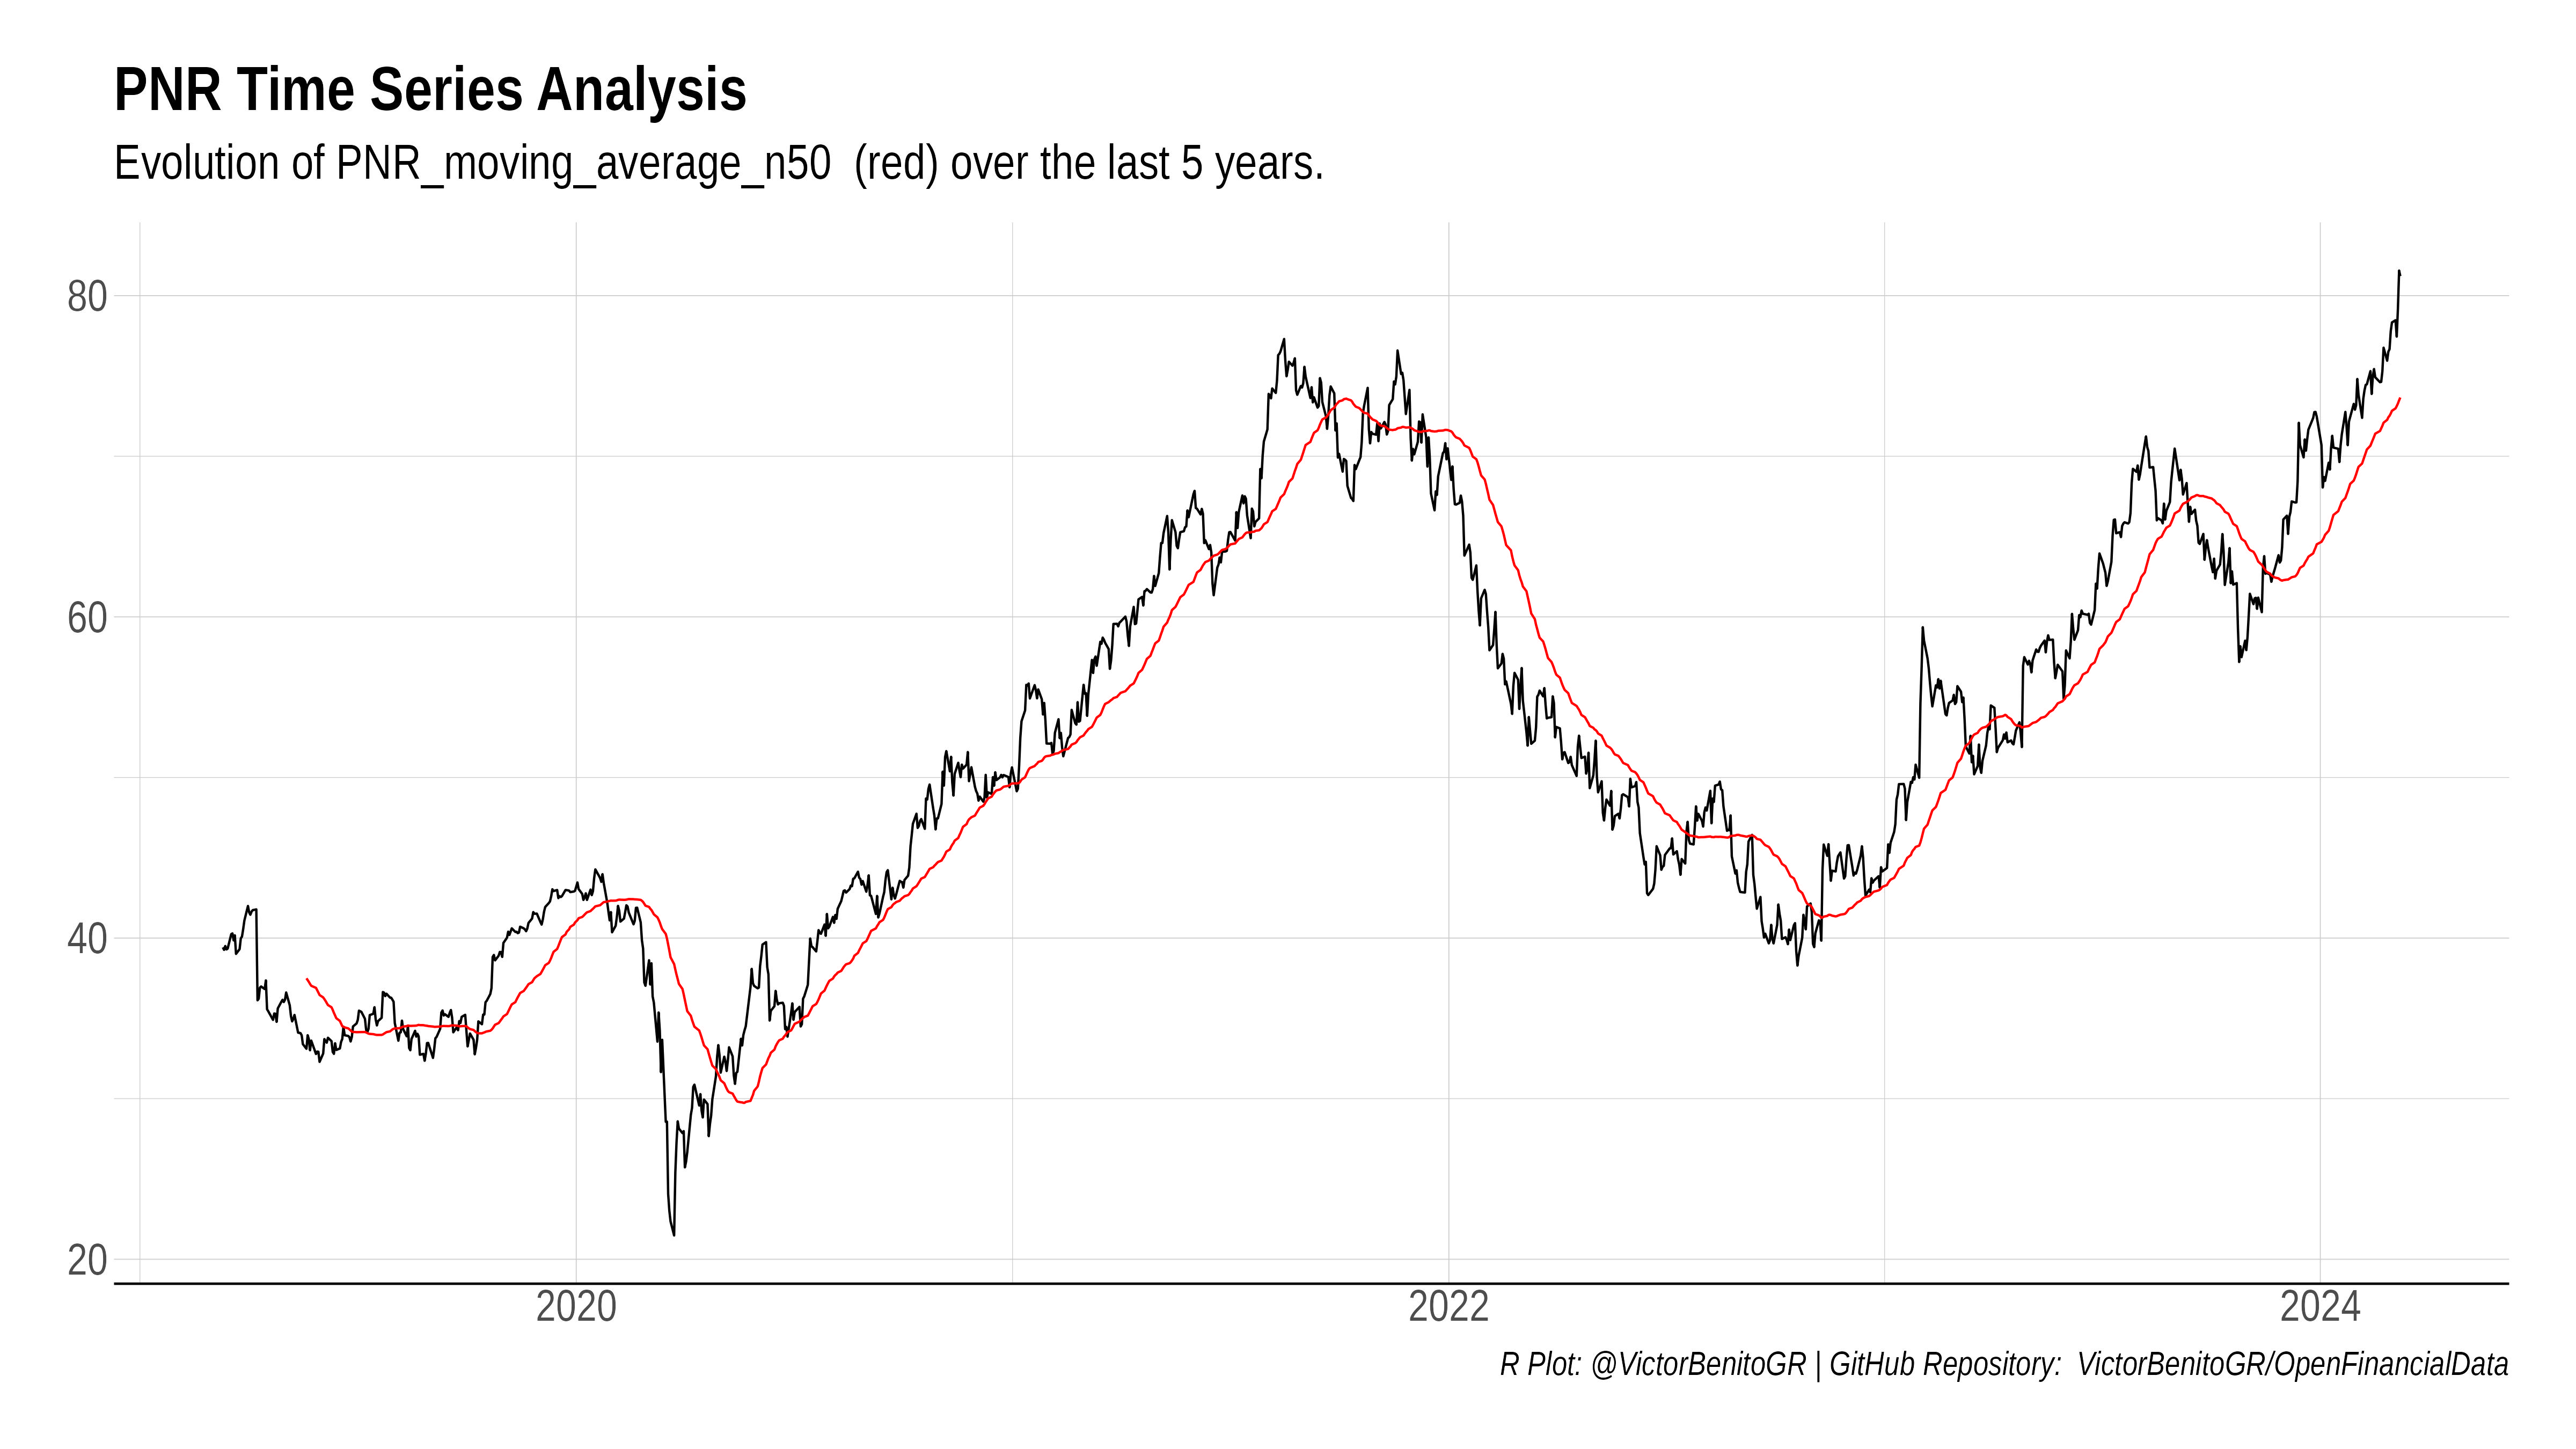 PNR Time Series Analysis
Evolution of PNR_moving_average_n50  (red) over the last 5 years.
80
60
40
20
2020 2022 2024
R Plot: @VictorBenitoGR | GitHub Repository:  VictorBenitoGR/OpenFinancialData